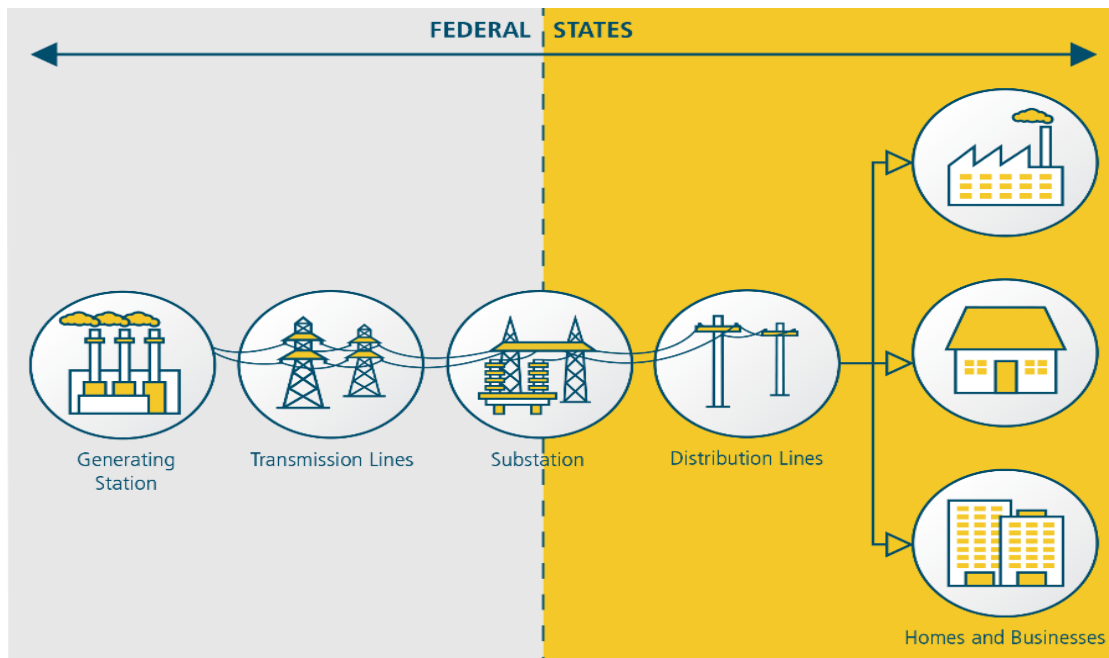 FEDERAL STATES
Generating
Station
Transmission Lines
Substation
Distribution Lines
Homes and Businesses